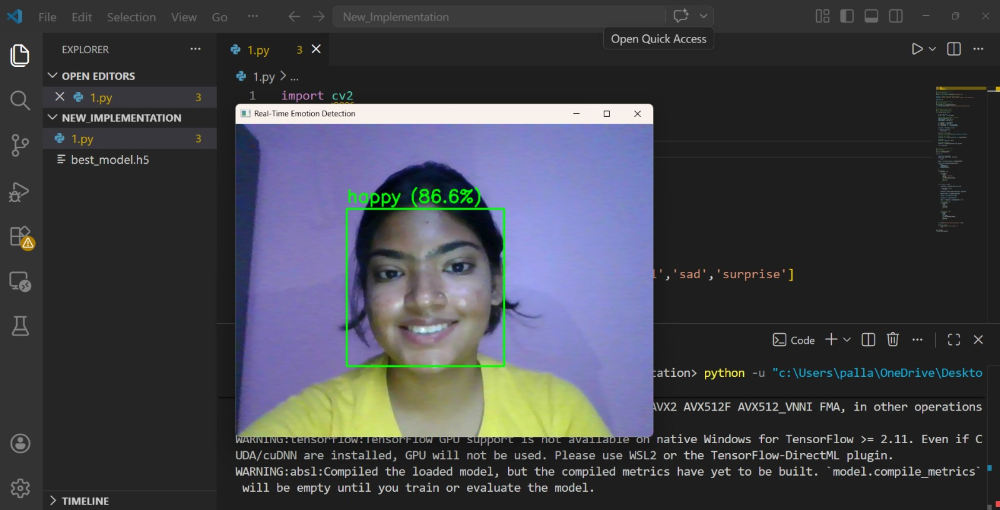 File Edit Selection View Go ··· New_Implementation
Open Quick Access
EXPLORER ···
OPEN EDITORS
1.py 3
NEW_IMPLEMENTATION
1.py 3
best_model.h5
TIMELINE
1.py 3
1.py > ...
1 import cv2
Real-Time Emotion Detection
happy (86.6%)
','sad','surprise']
Code
cation> python -u "c:\Users\palla\OneDrive\Deskto
AVX2 AVX512F AVX512_VNNI FMA, in other operations
WARNING:tensorflow:TensorFlow GPU support is not available on native Windows for TensorFlow >= 2.11. Even if C
UDA/cuDNN are installed, GPU will not be used. Please use WSL2 or the TensorFlow-DirectML plugin.
WARNING:absl:Compiled the loaded model, but the compiled metrics have yet to be built. `model.compile_metrics`
will be empty until you train or evaluate the model.